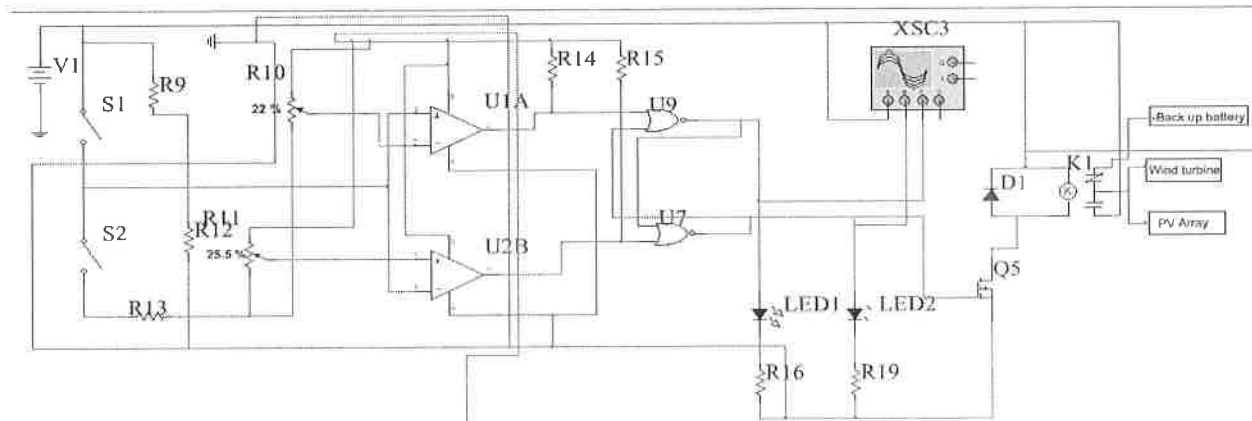 XSC3
V1
R9
R10
22 %
S1
U1A
R14
R15
U9
-Back up battery
K1
Wind turbine
D1
PV Array
R11
R12
25.5 %
S2
U2B
U7
Q5
R13
LED1
LED2
R16
R19